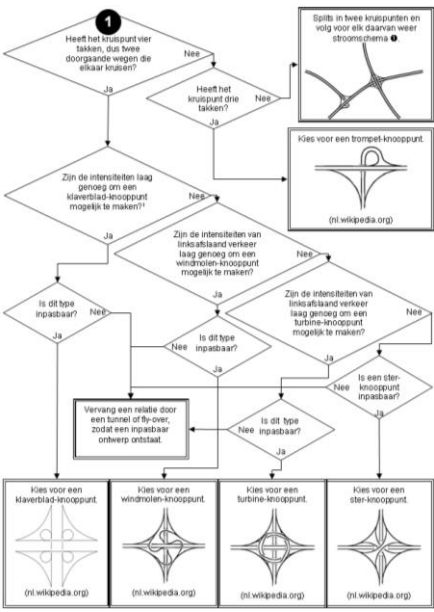 1
Heeft het kruispunt vier
takken, dus twee
doorgaande wegen die
elkaar kruisen?
Nee
Ja
Splits in twee kruispunten en
volg voor elk daarvan weer
stroomschema 1.
Heeft het
kruispunt drie
takken?
Nee
Ja
Kies voor een trompet-knooppunt.
(nl.wikipedia.org)
Zijn de intensiteiten laag
genoeg om een
klaverblad-knooppunt
mogelijk te maken?
Nee
Ja
Zijn de intensiteiten van
linksafslaand verkeer
laag genoeg om een
windmolen-knooppunt
mogelijk te maken?
Nee
Ja
Zijn de intensiteiten van
linksafslaand verkeer
laag genoeg om een
turbine-knooppunt
mogelijk te maken?
Nee
Ja
Is dit type
inpasbaar?
Nee
Ja
Is dit type
inpasbaar?
Nee
Ja
Is een ster-
knooppunt
inpasbaar?
Nee
Ja
Vervang een relatie door
een tunnel of fly-over,
zodat een inpasbaar
ontwerp ontstaat.
Is dit type
inpasbaar?
Nee
Ja
Kies voor een
klaverblad-knooppunt.
(nl.wikipedia.org)
Kies voor een
windmolen-knooppunt.
(nl.wikipedia.org)
Kies voor een
turbine-knooppunt.
(nl.wikipedia.org)
Kies voor een
ster-knooppunt.
(nl.wikipedia.org)